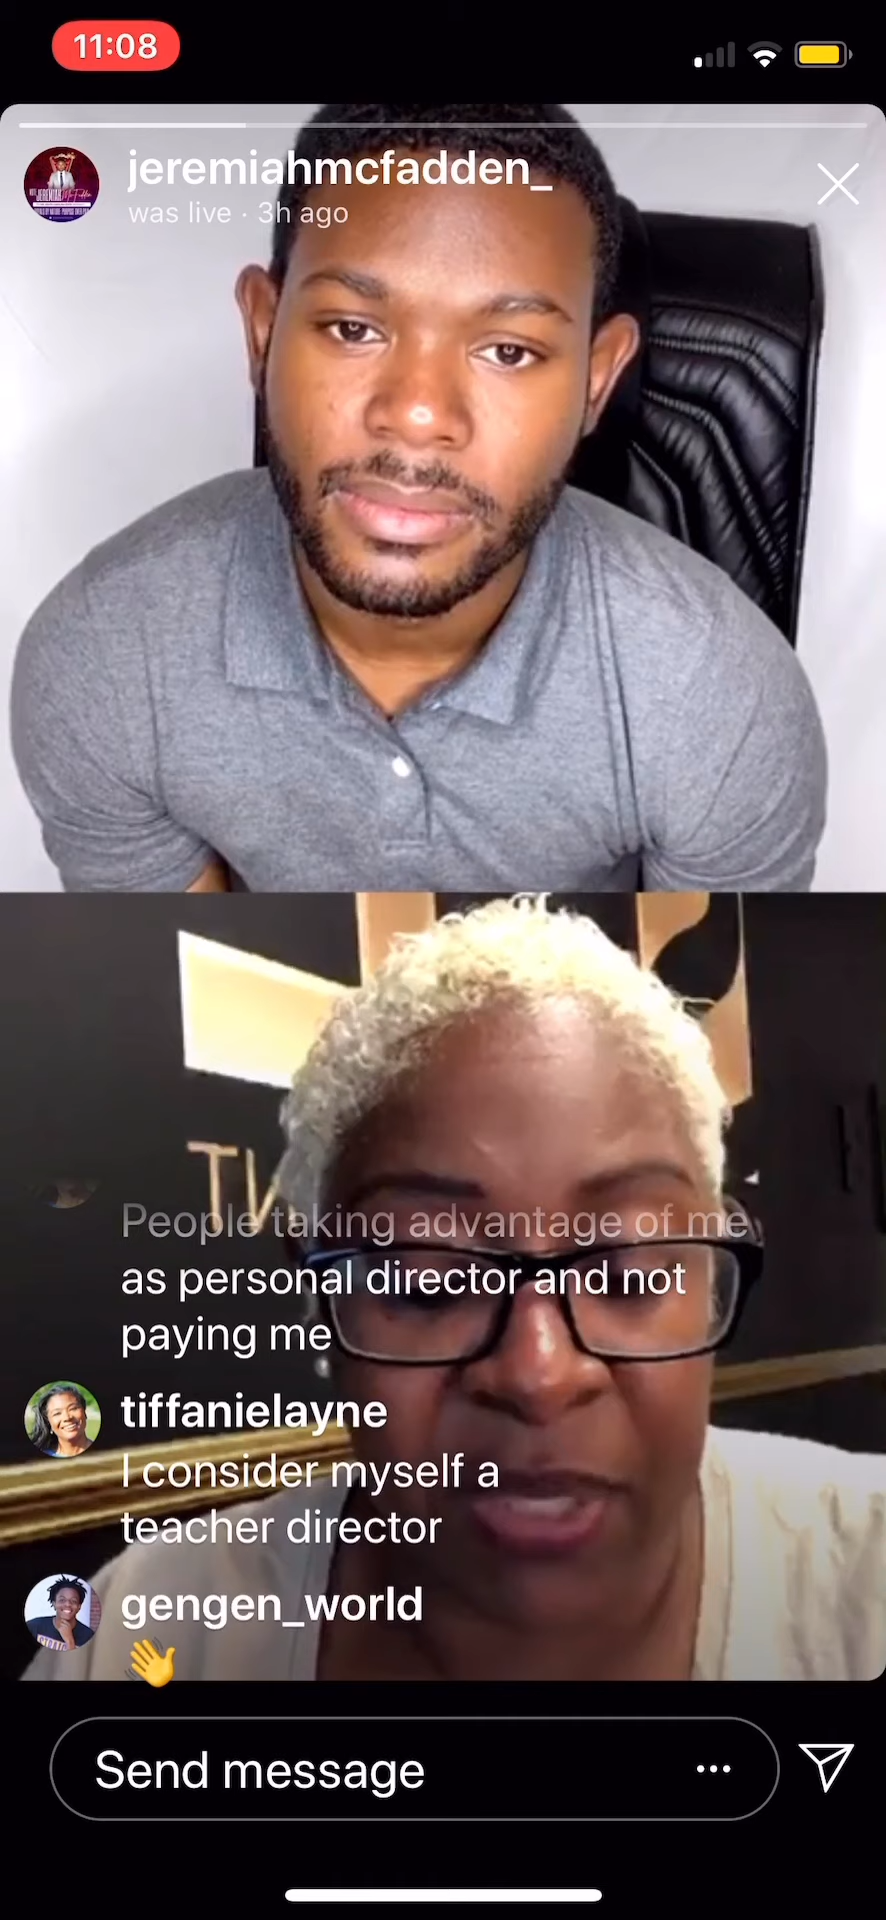 11:08
jeremiahmcfadden_
was live · 3h ago
People taking advantage of me
as personal director and not
paying me
tiffanielayne
I consider myself a
teacher director
gengen_world
👋
Send message